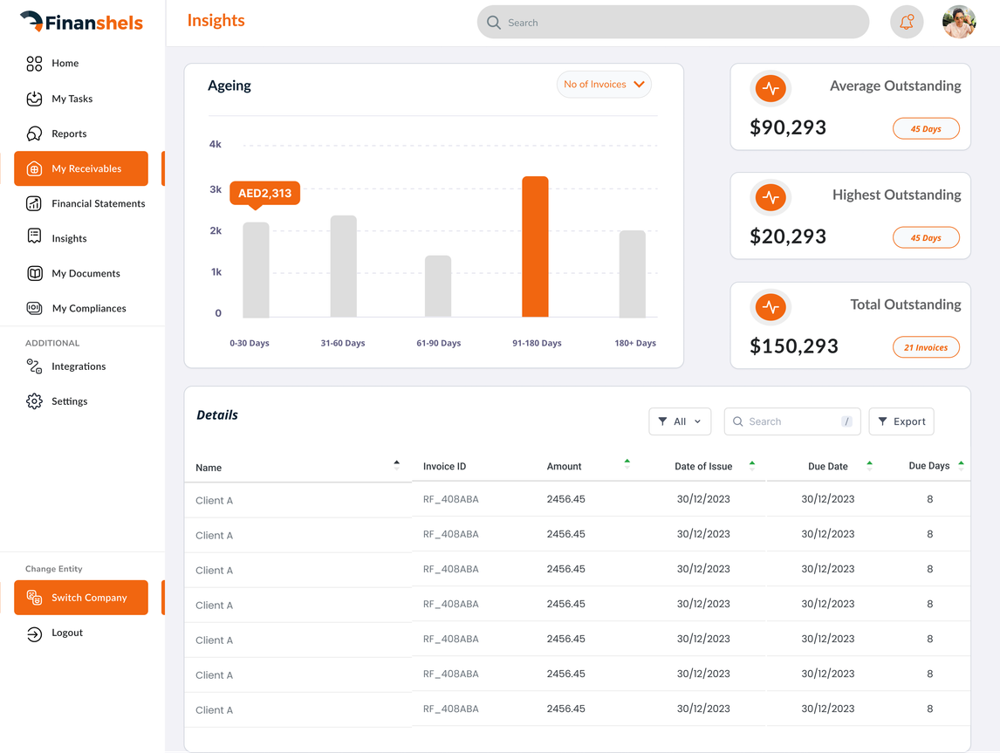 Finanshels
Insights
Search
Home
My Tasks
Reports
My Receivables
Financial Statements
Insights
My Documents
My Compliances
ADDITIONAL
Integrations
Settings
Change Entity
Switch Company
Logout
Ageing
No of Invoices
4k
3k
2k
1k
0
AED2,313
0-30 Days 31-60 Days 61-90 Days 91-180 Days 180+ Days
Average Outstanding
$90,293 45 Days
Highest Outstanding
$20,293 45 Days
Total Outstanding
$150,293 21 Invoices
Details
All Search / Export
Name Invoice ID Amount Date of Issue Due Date Due Days
Client A RF_408ABA 2456.45 30/12/2023 30/12/2023 8
Client A RF_408ABA 2456.45 30/12/2023 30/12/2023 8
Client A RF_408ABA 2456.45 30/12/2023 30/12/2023 8
Client A RF_408ABA 2456.45 30/12/2023 30/12/2023 8
Client A RF_408ABA 2456.45 30/12/2023 30/12/2023 8
Client A RF_408ABA 2456.45 30/12/2023 30/12/2023 8
Client A RF_408ABA 2456.45 30/12/2023 30/12/2023 8